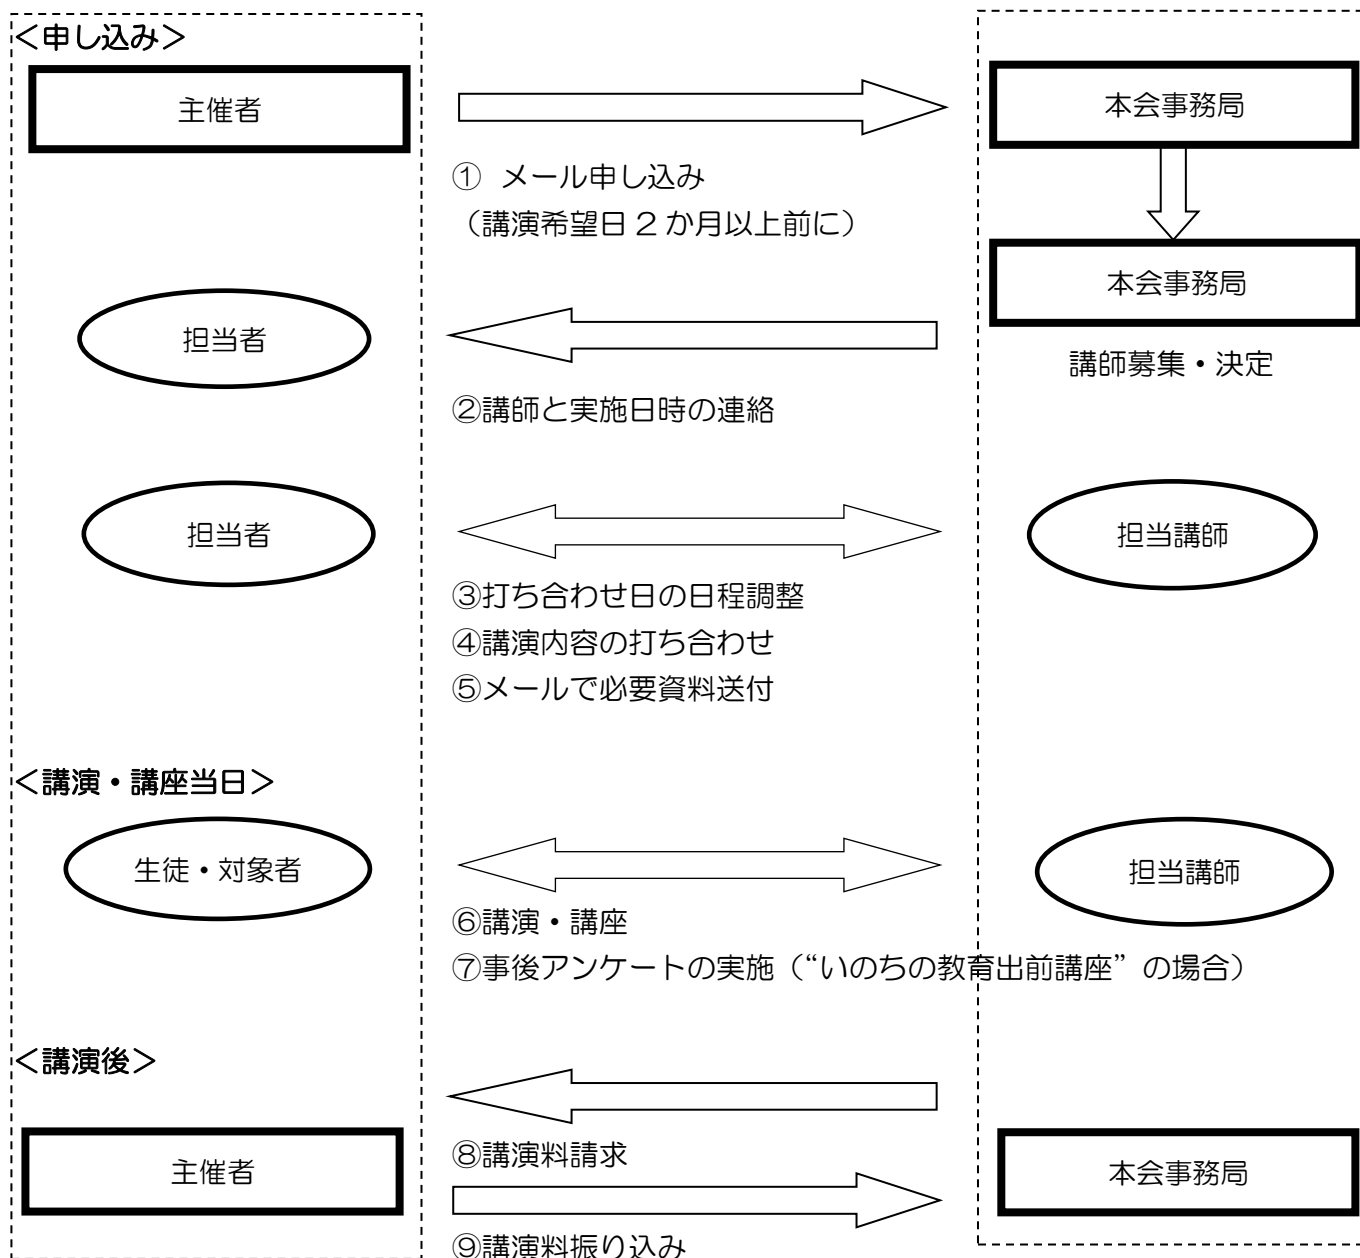 ＜申し込み＞
主催者
本会事務局
① メール申し込み
（講演希望日２か月以上前に）
本会事務局
担当者
講師募集・決定
②講師と実施日時の連絡
担当者
担当講師
③打ち合わせ日の日程調整
④講演内容の打ち合わせ
⑤メールで必要資料送付
＜講演・講座当日＞
生徒・対象者
担当講師
⑥講演・講座
⑦事後アンケートの実施（“いのちの教育出前講座”の場合）
＜講演後＞
⑧講演料請求
主催者
本会事務局
⑨講演料振り込み